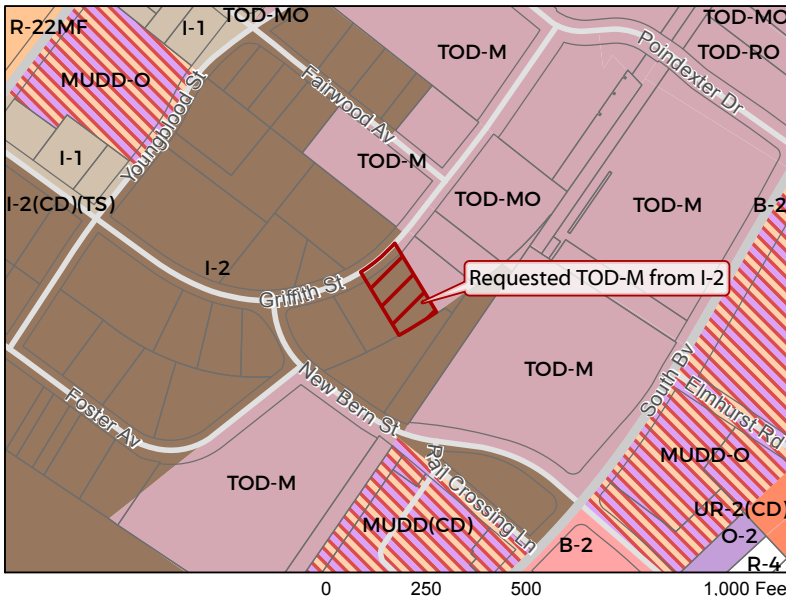 R-22MF
I-1
TOD-MO
TOD-M
TOD-MO
TOD-RO
Poindexter Dr
MUDD-O
Youngblood St
Fairwood Av
I-1
TOD-M
TOD-MO
TOD-M
B-2
I-2(CD)(TS)
I-2
Griffith St
Requested TOD-M from I-2
TOD-M
New Bern St
South Bv
Elmhurst Rd
Foster Av
TOD-M
Rail Crossing Ln
MUDD-O
MUDD(CD)
UR-2(CD)
B-2
O-2
R-4
0 250 500 1,000 Fee